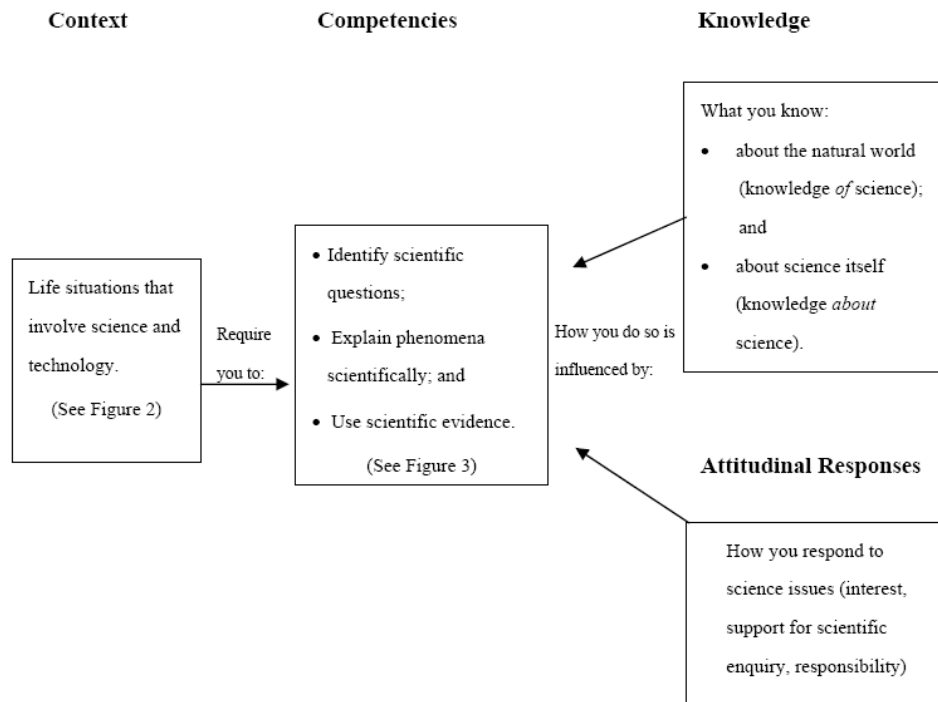 Context
Competencies
Knowledge
What you know:
• about the natural world
(knowledge of science);
and
• about science itself
(knowledge about
science).
• Identify scientific
questions;
• Explain phenomena
scientifically; and
• Use scientific evidence.
(See Figure 3)
Life situations that
involve science and
technology.
(See Figure 2)
Require
you to:
How you do so is
influenced by:
Attitudinal Responses
How you respond to
science issues (interest,
support for scientific
enquiry, responsibility)